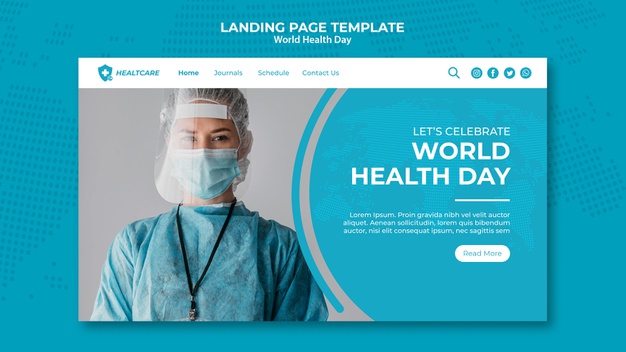 LANDING PAGE TEMPLATE
World Health Day
HEALTCARE Home Journals Schedule Contact Us
LET'S CELEBRATE
WORLD
HEALTH DAY
Lorem Ipsum. Proin gravida nibh vel velit auctor
aliquet. Aenean sollicitudin, lorem quis bibendum
auctor, nisi elit consequat ipsum, nec sagittis sem
Read More